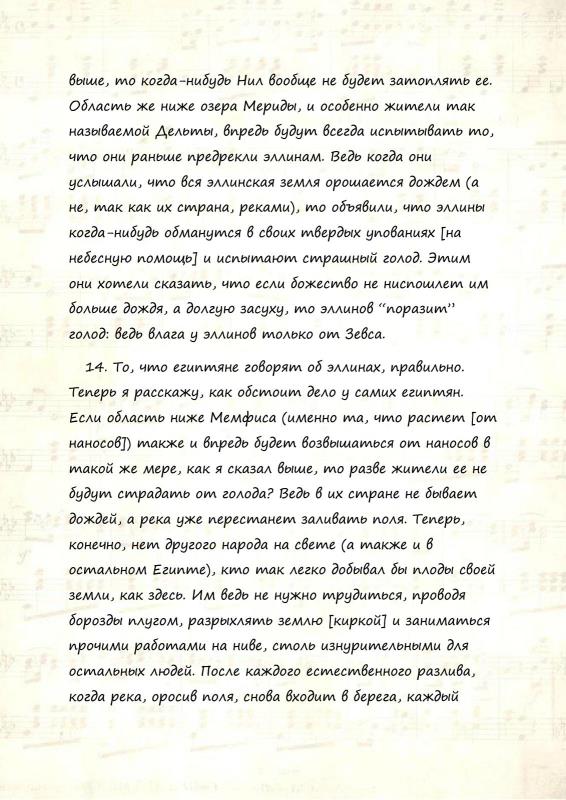 выше, то когда-нибудь Нил вообще не будет затоплять ее.
Область же ниже озера Мериды, и особенно жители так
называемой Дельты, впредь будут всегда испытывать то,
что они раньше предрекли эллинам. Ведь когда они
услышали, что вся эллинская земля орошается дождем (а
не, так как их страна, реками), то объявили, что эллины
когда-нибудь обманутся в своих твердых упованиях [на
небесную помощь] и испытают страшный голод. Этим
они хотели сказать, что если божество не ниспошлет им
больше дождя, а долгую засуху, то эллинов “поразит”
голод: ведь влага у эллинов только от Зевса.
14. То, что египтяне говорят об эллинах, правильно.
Теперь я расскажу, как обстоит дело у самих египтян.
Если область ниже Мемфиса (именно та, что растет [от
наносов]) также и впредь будет возвышаться от наносов в
такой же мере, как я сказал выше, то разве жители ее не
будут страдать от голода? Ведь в их стране не бывает
дождей, а река уже перестанет заливать поля. Теперь,
конечно, нет другого народа на свете (а также и в
остальном Египте), кто так легко добывал бы плоды своей
земли, как здесь. Им ведь не нужно трудиться, проводя
борозды плугом, разрыхлять землю [киркой] и заниматься
прочими работами на ниве, столь изнурительными для
остальных людей. После каждого естественного разлива,
когда река, оросив поля, снова входит в берега, каждый